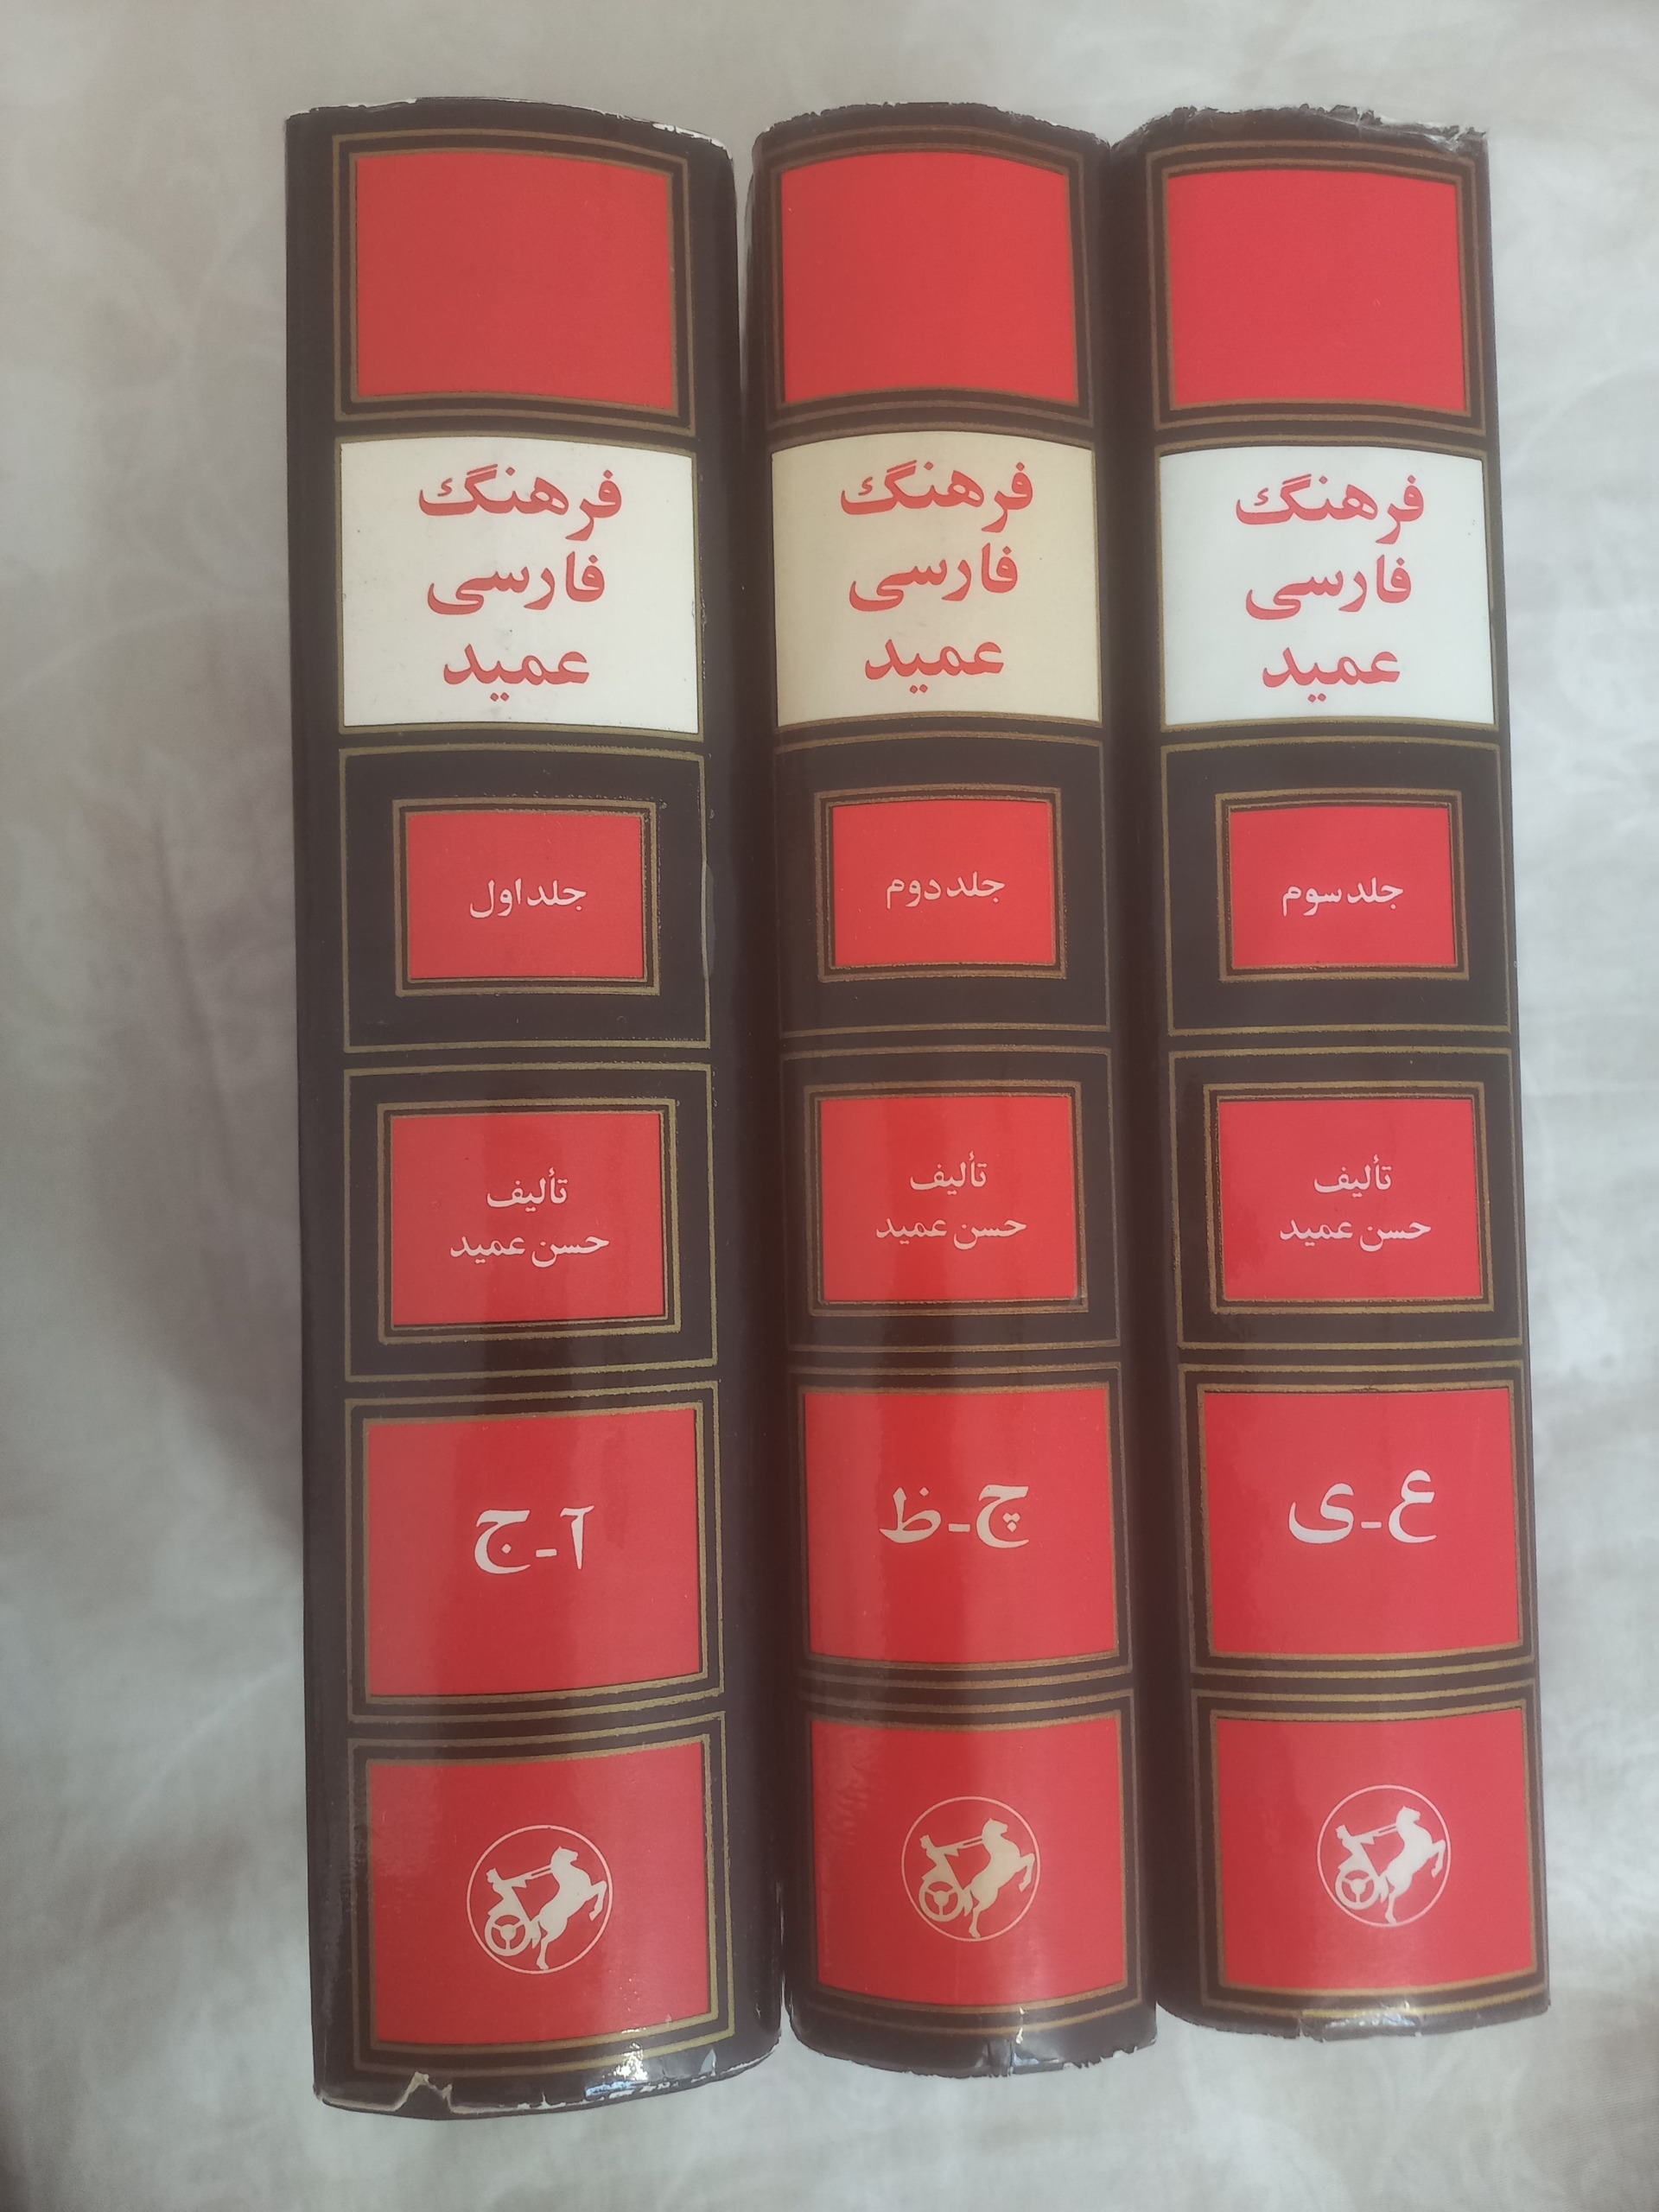 فرهنگ
فارسی
عمید
جلد اول
تألیف
حسن عمید
آ-ج
فرهنگ
فارسی
عمید
جلد دوم
تألیف
حسن عمید
چ-ظ
فرهنگ
فارسی
عمید
جلد سوم
تألیف
حسن عمید
ع-ی